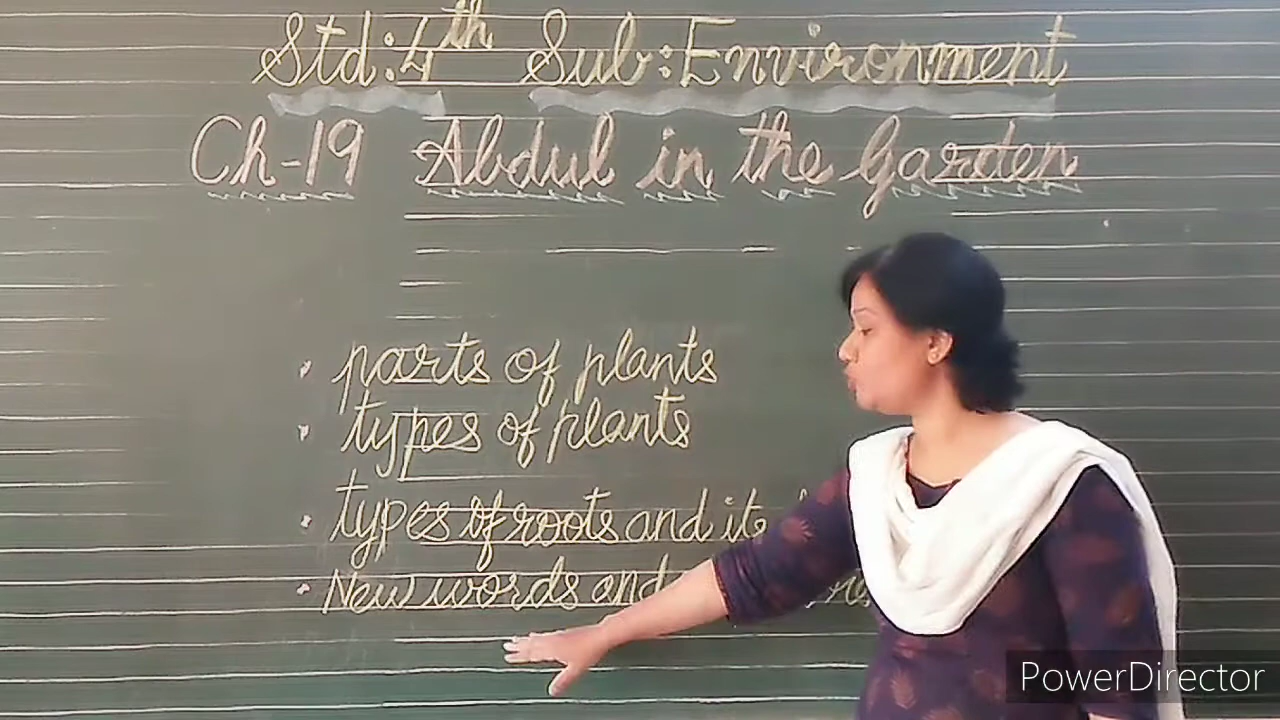 Std:4th Sub:Environment
Ch-19 Abdul in the Garden
• parts of plants
• types of plants
• types of roots and its
• New words and
PowerDirector